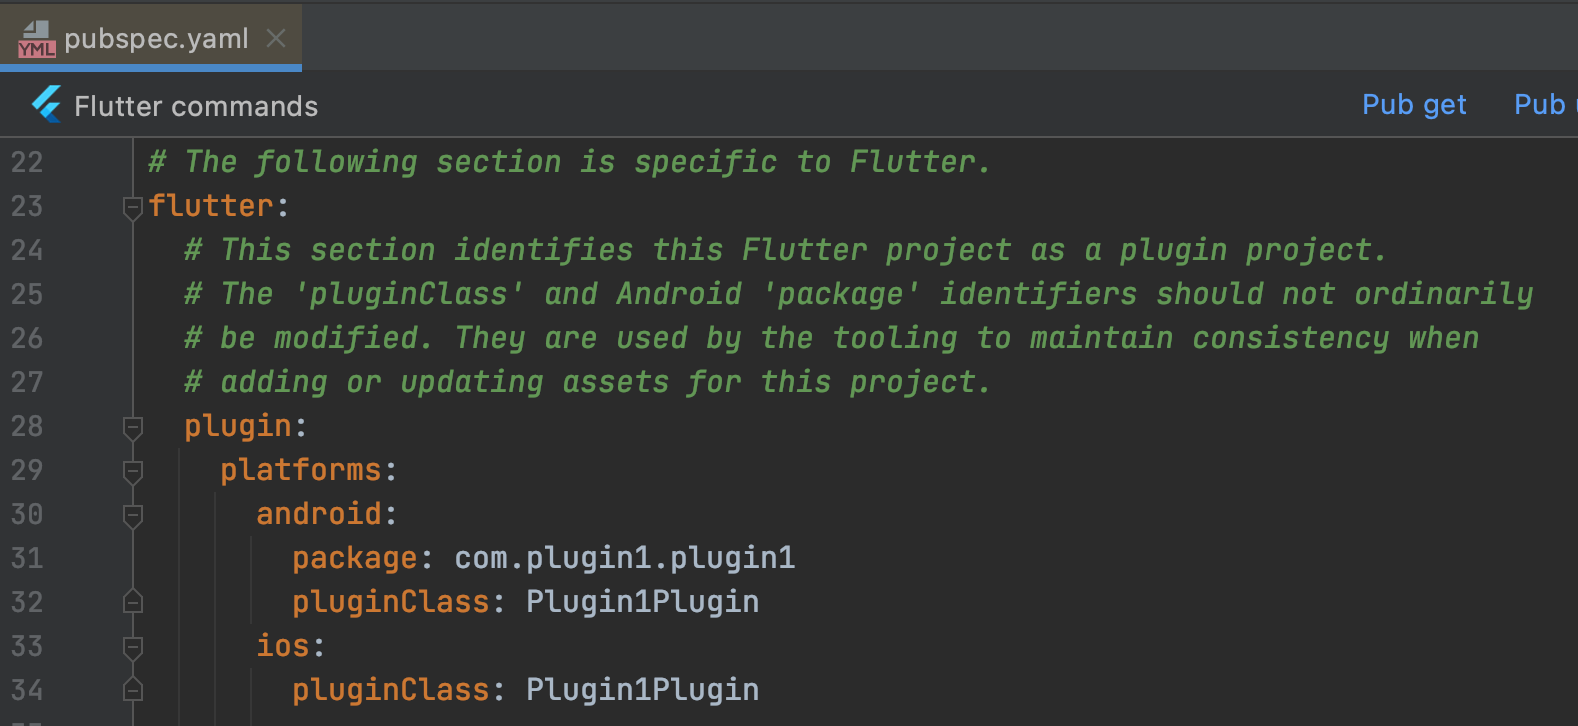 YML pubspec.yaml
Flutter commands Pub get Pub
22 # The following section is specific to Flutter.
23 flutter:
24 # This section identifies this Flutter project as a plugin project.
25 # The 'pluginClass' and Android 'package' identifiers should not ordinarily
26 # be modified. They are used by the tooling to maintain consistency when
27 # adding or updating assets for this project.
28 plugin:
29 platforms:
30 android:
31 package: com.plugin1.plugin1
32 pluginClass: Plugin1Plugin
33 ios:
34 pluginClass: Plugin1Plugin